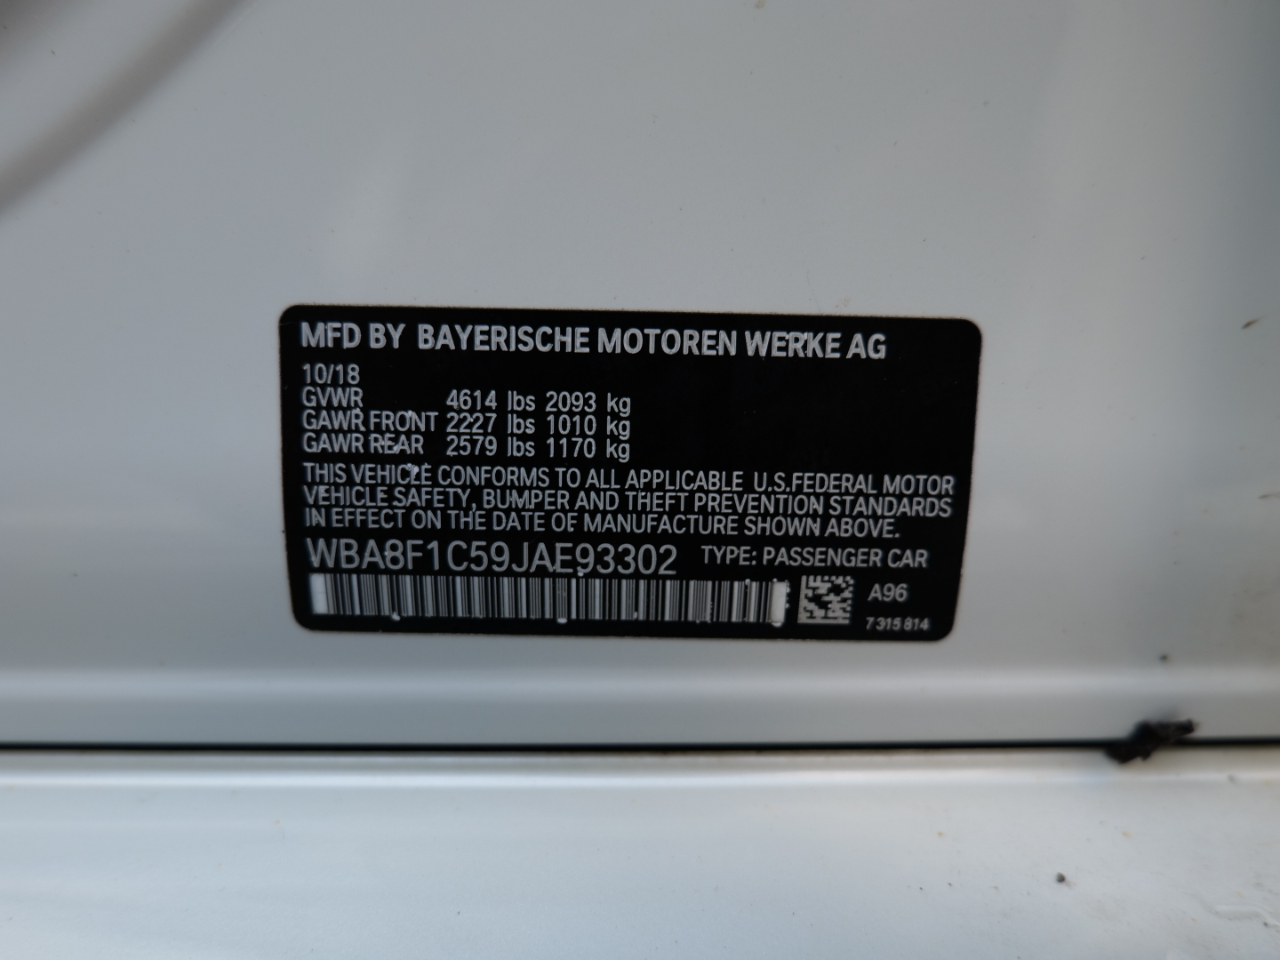 MFD BY BAYERISCHE MOTOREN WERKE AG
10/18
GVWR 4614 lbs 2093 kg
GAWR FRONT 2227 lbs 1010 kg
GAWR REAR 2579 lbs 1170 kg
THIS VEHICLE CONFORMS TO ALL APPLICABLE U.S.FEDERAL MOTOR
VEHICLE SAFETY, BUMPER AND THEFT PREVENTION STANDARDS
IN EFFECT ON THE DATE OF MANUFACTURE SHOWN ABOVE.
WBA8F1C59JAE93302 TYPE: PASSENGER CAR
A96
7 315 814